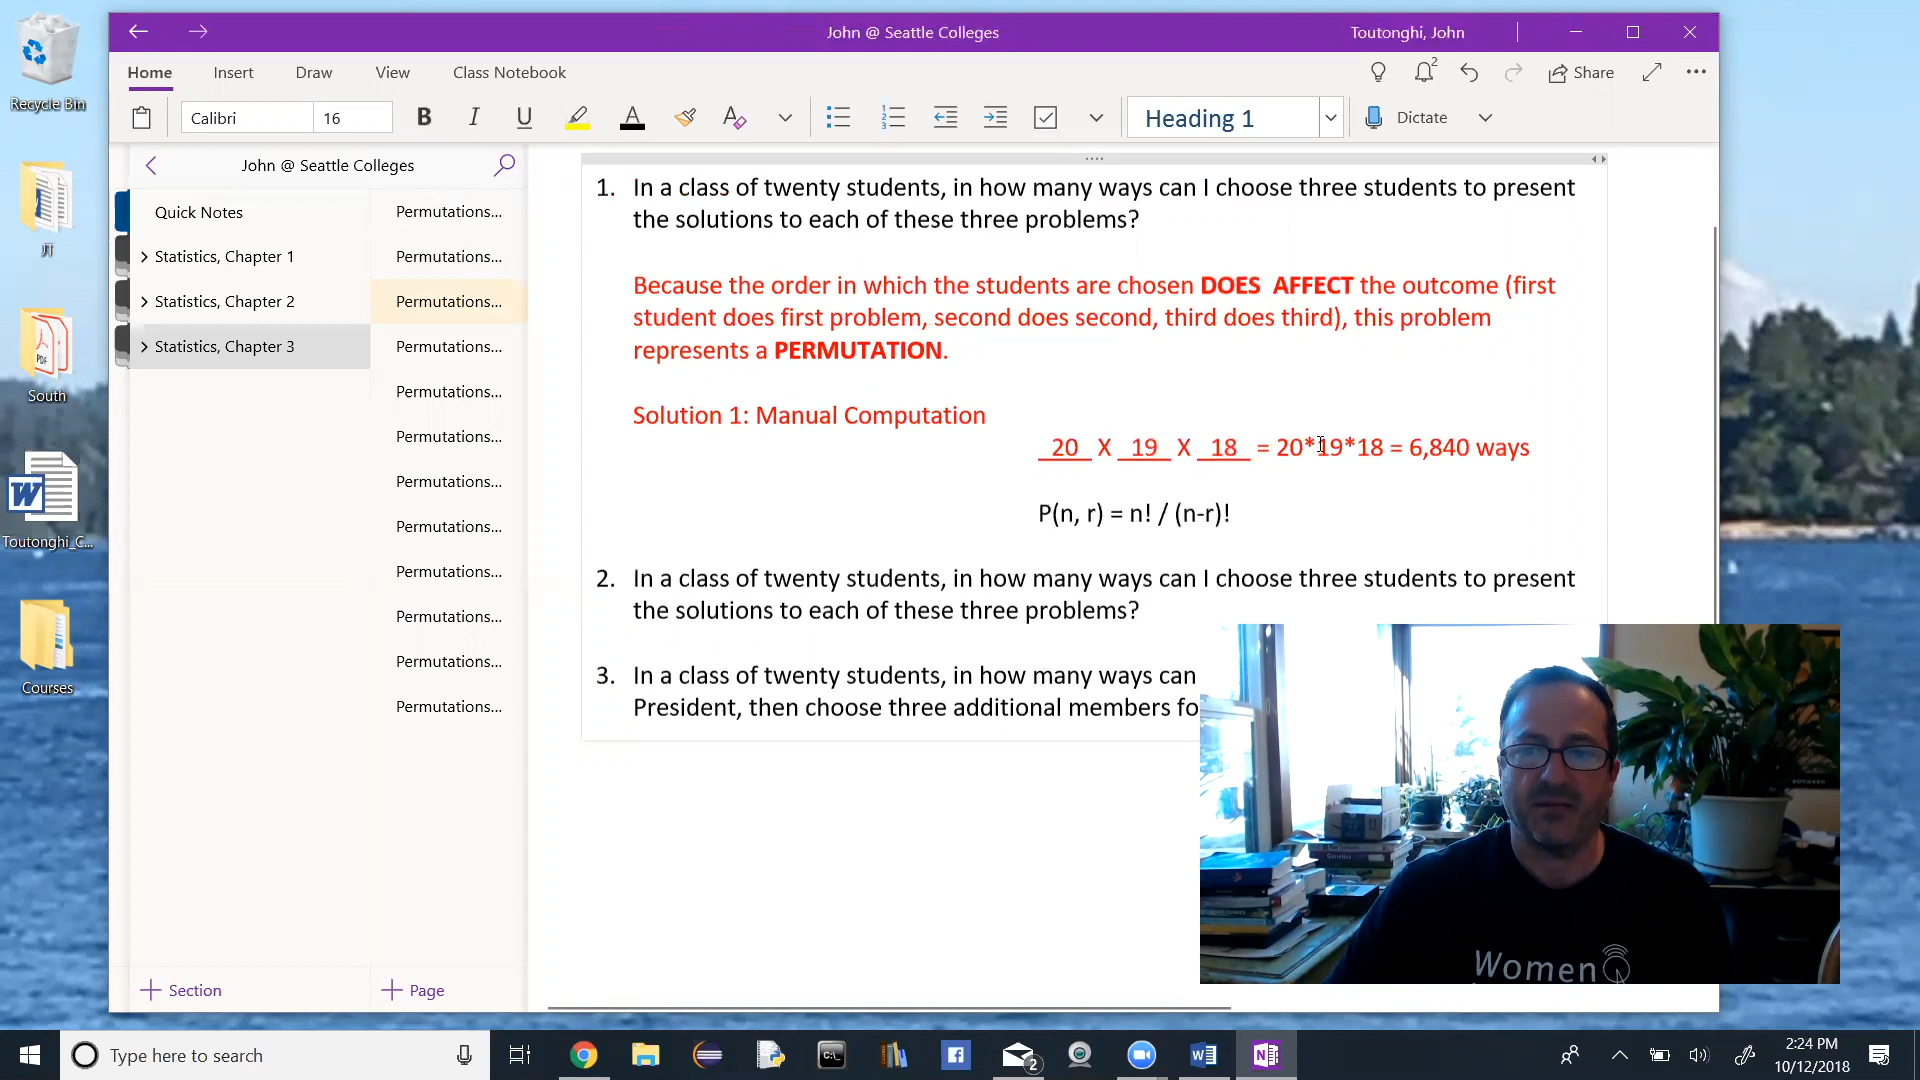 Recycle Bin
JT
South
Toutonghi_C...
Courses
John @ Seattle Colleges
Toutonghi, John
Home
Insert
Draw
View
Class Notebook
2
Share
Calibri
16
B
I
U
A
A
Heading 1
Dictate
John @ Seattle Colleges
Quick Notes
Statistics, Chapter 1
Statistics, Chapter 2
Statistics, Chapter 3
Permutations...
Permutations...
Permutations...
Permutations...
Permutations...
Permutations...
Permutations...
Permutations...
Permutations...
Permutations...
Permutations...
Permutations...
Section
Page
1. In a class of twenty students, in how many ways can I choose three students to present
the solutions to each of these three problems?
Because the order in which the students are chosen DOES AFFECT the outcome (first
student does first problem, second does second, third does third), this problem
represents a PERMUTATION.
Solution 1: Manual Computation
20 X 19 X 18 = 20*19*18 = 6,840 ways
P(n, r) = n! / (n-r)!
2. In a class of twenty students, in how many ways can I choose three students to present
the solutions to each of these three problems?
3. In a class of twenty students, in how many ways can
President, then choose three additional members fo
Women
Type here to search
2
2:24 PM
10/12/2018